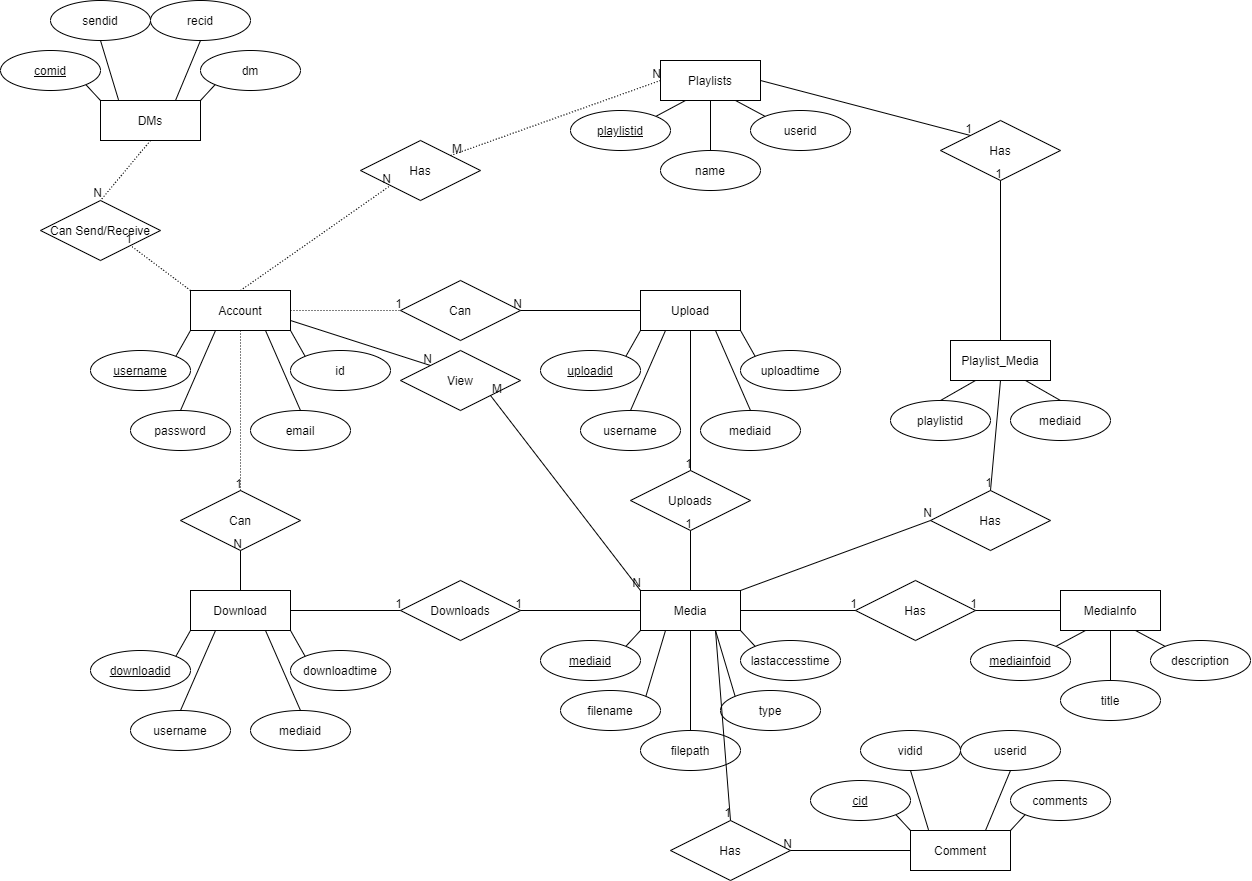 sendid
recid
comid
dm
DMs
N
Can Send/Receive
1
N
Playlists
playlistid
userid
name
M
Has
N
1
Has
1
Account
username
id
password
email
1
Can
N
N
View
M
Upload
uploadid
uploadtime
username
mediaid
1
Uploads
1
Playlist_Media
playlistid
mediaid
1
N
Has
1
Can
N
Download
downloadid
downloadtime
username
mediaid
1
Downloads
1
N
Media
mediaid
lastaccesstime
filename
type
filepath
1
Has
1
MediaInfo
mediainfoid
description
title
1
Has
N
vidid
userid
cid
comments
Comment